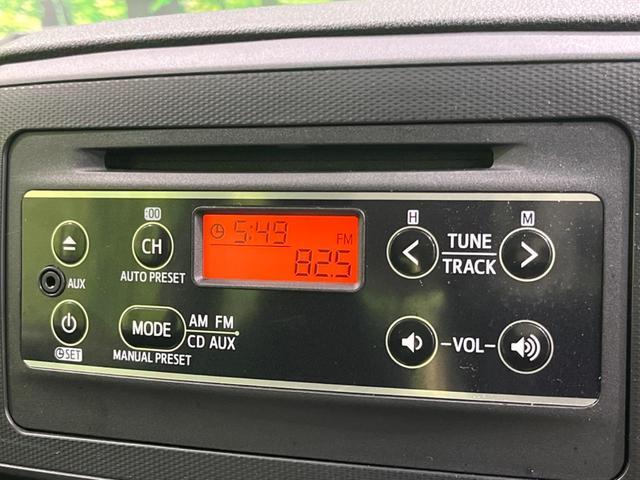 :00
H
M
CH
5:49
FM
82.5
TUNE
TRACK
AUX
AUTO PRESET
MODE
AM FM
CD AUX
SET
MANUAL PRESET
VOL